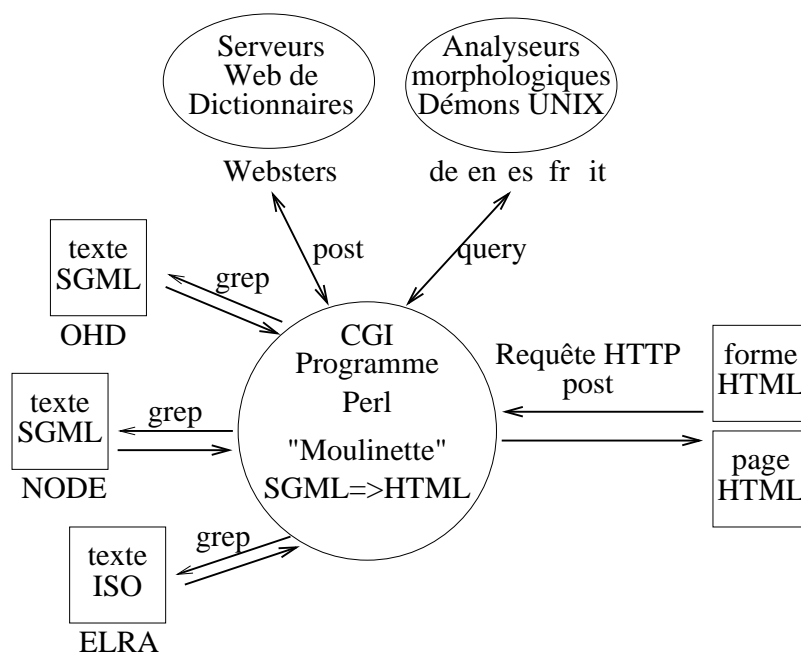 Serveurs
Web de
Dictionnaires
Analyseurs
morphologiques
Démons UNIX
Websters
de en es fr it
post
query
texte
SGML
OHD
grep
texte
SGML
NODE
grep
texte
ISO
ELRA
grep
CGI
Programme
Perl
"Moulinette"
SGML=>HTML
Requête HTTP
post
forme
HTML
page
HTML